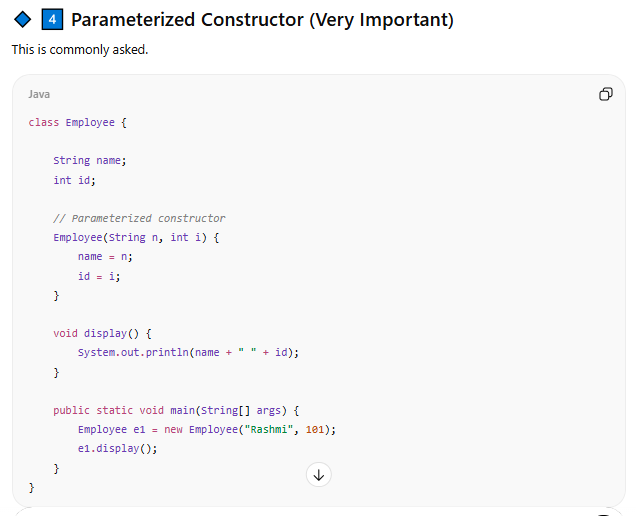 4 Parameterized Constructor (Very Important)
This is commonly asked.
Java
class Employee {
String name;
int id;
// Parameterized constructor
Employee(String n, int i) {
name = n;
id = i;
}
void display() {
System.out.println(name + " " + id);
}
public static void main(String[] args) {
Employee e1 = new Employee("Rashmi", 101);
e1.display();
}
}